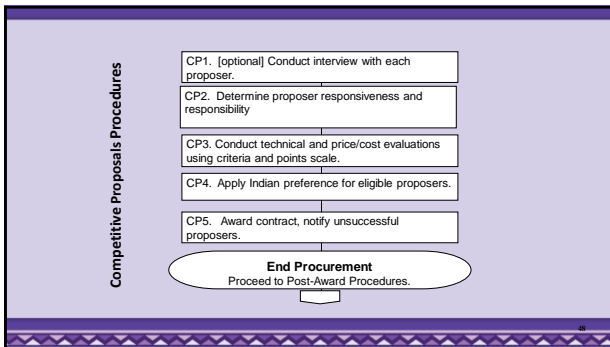 Competitive Proposals Procedures
CP1. [optional] Conduct interview with each
proposer.
CP2. Determine proposer responsiveness and
responsibility
CP3. Conduct technical and price/cost evaluations
using criteria and points scale.
CP4. Apply Indian preference for eligible proposers.
CP5. Award contract, notify unsuccessful
proposers.
End Procurement
Proceed to Post-Award Procedures.
48